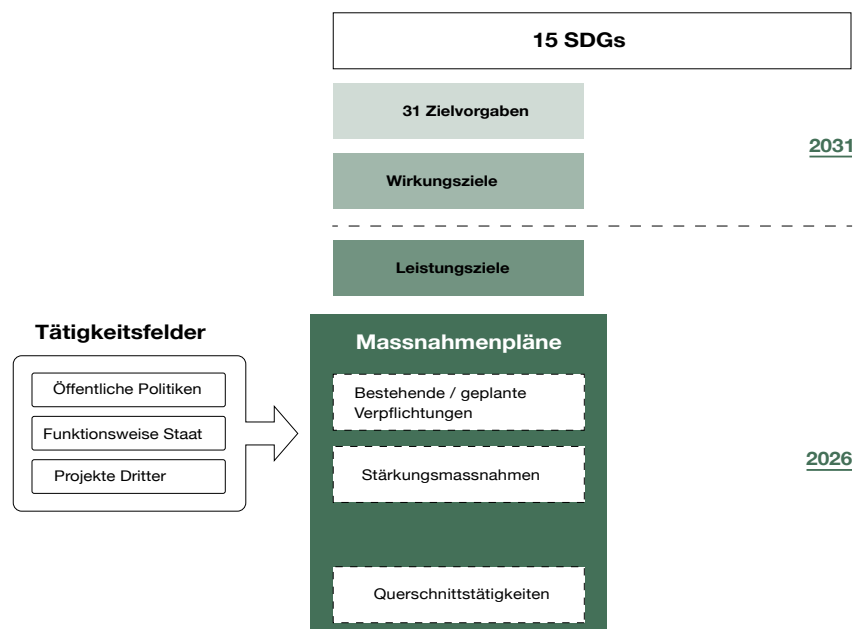 15 SDGs
31 Zielvorgaben
2031
Wirkungsziele
Leistungsziele
Tätigkeitsfelder
Öffentliche Politiken
Funktionsweise Staat
Projekte Dritter
Massnahmenpläne
Bestehende / geplante
Verpflichtungen
Stärkungsmassnahmen
2026
Querschnittstätigkeiten